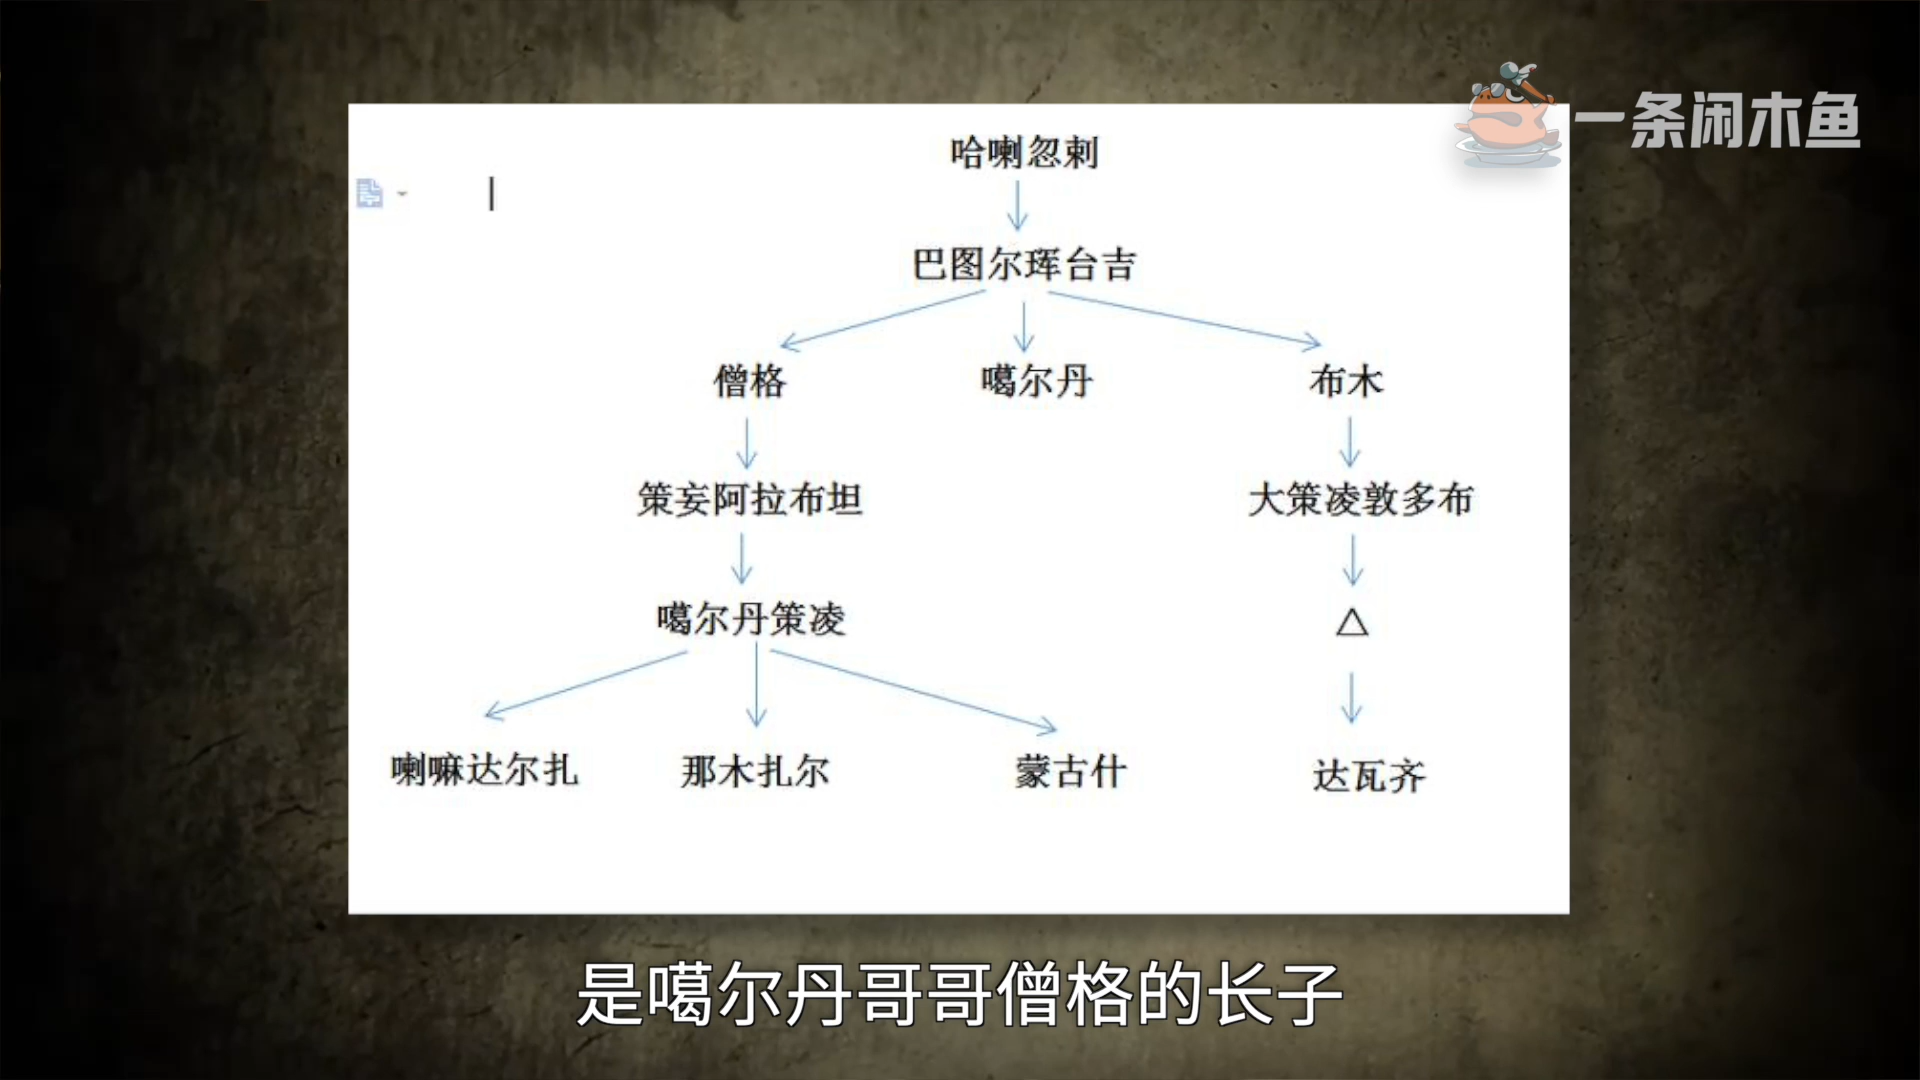 一条闹木鱼
哈喇忽剌
巴图尔珲台吉
僧格 噶尔丹 布木
策妄阿拉布坦 大策凌敦多布
噶尔丹策凌 △
喇嘛达尔扎 那木扎尔 蒙古什 达瓦齐
是噶尔丹哥哥僧格的长子